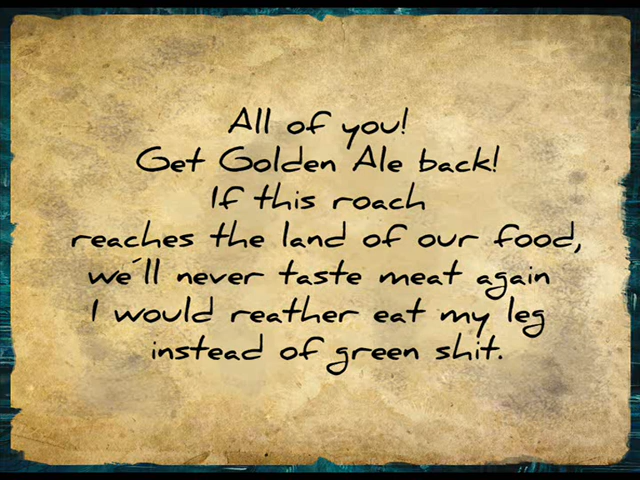 All of you!
Get Golden Ale back!
If this roach
reaches the land of our food,
we´ll never taste meat again
I would reather eat my leg
instead of green shit.